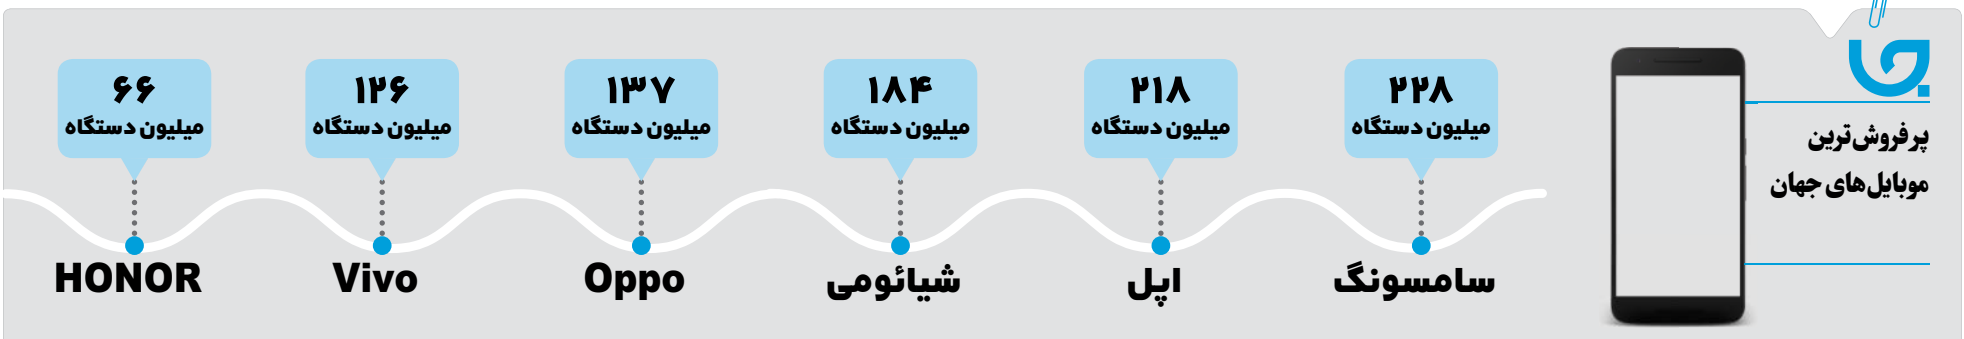 پرفروش‌ترین
موبایل‌های جهان
۲۲۸
میلیون دستگاه
سامسونگ
۲۱۸
میلیون دستگاه
اپل
۱۸۴
میلیون دستگاه
شیائومی
۱۳۷
میلیون دستگاه
Oppo
۱۲۶
میلیون دستگاه
Vivo
۶۶
میلیون دستگاه
HONOR